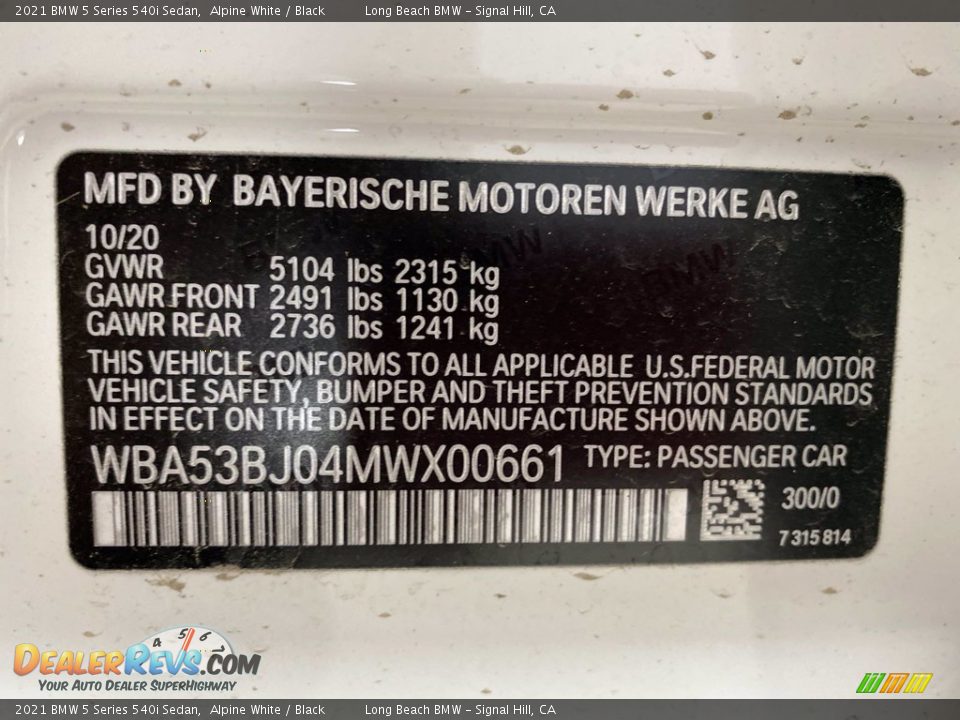 2021 BMW 5 Series 540i Sedan, Alpine White / Black Long Beach BMW - Signal Hill, CA
MFD BY BAYERISCHE MOTOREN WERKE AG
10/20
GVWR 5104 lbs 2315 kg
GAWR FRONT 2491 lbs 1130 kg
GAWR REAR 2736 lbs 1241 kg
THIS VEHICLE CONFORMS TO ALL APPLICABLE U.S.FEDERAL MOTOR
VEHICLE SAFETY, BUMPER AND THEFT PREVENTION STANDARDS
IN EFFECT ON THE DATE OF MANUFACTURE SHOWN ABOVE.
WBA53BJ04MWX00661 TYPE: PASSENGER CAR
300/0
7315814
4 5 6
DEALERREVS.COM
YOUR AUTO DEALER SUPERHIGHWAY
2021 BMW 5 Series 540i Sedan, Alpine White / Black Long Beach BMW - Signal Hill, CA